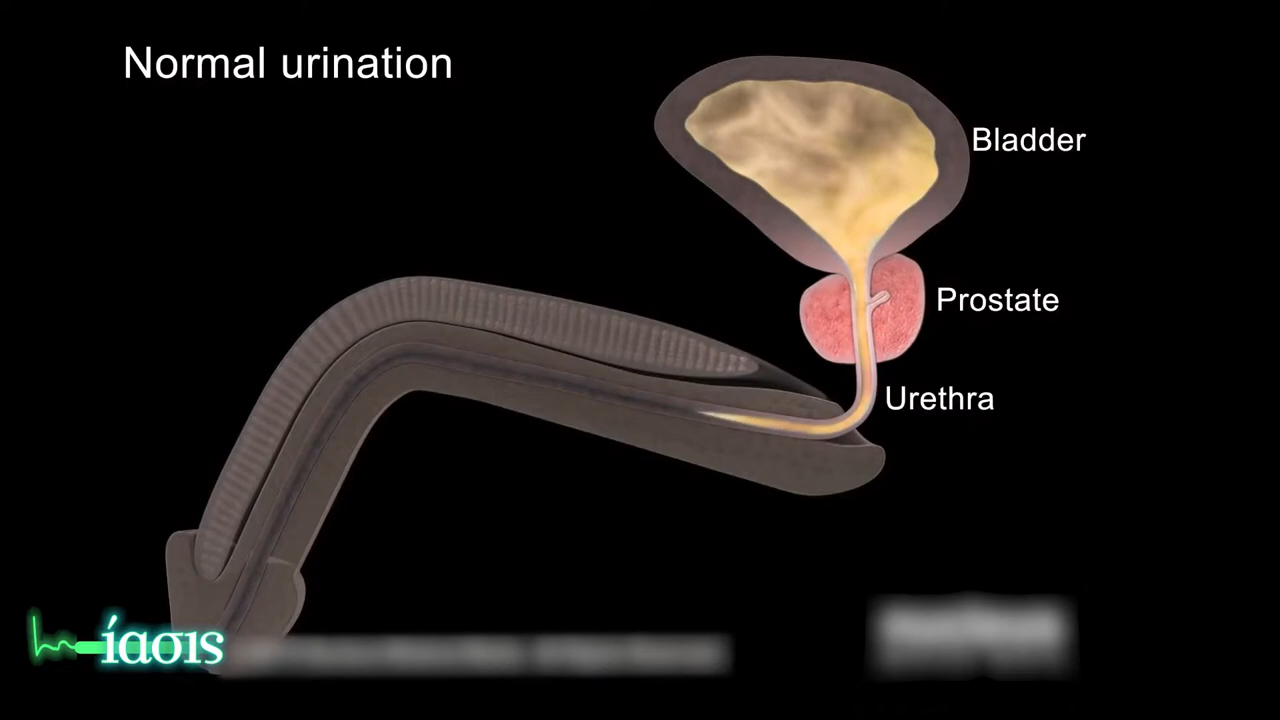 Normal urination
Bladder
Prostate
Urethra
ίασις